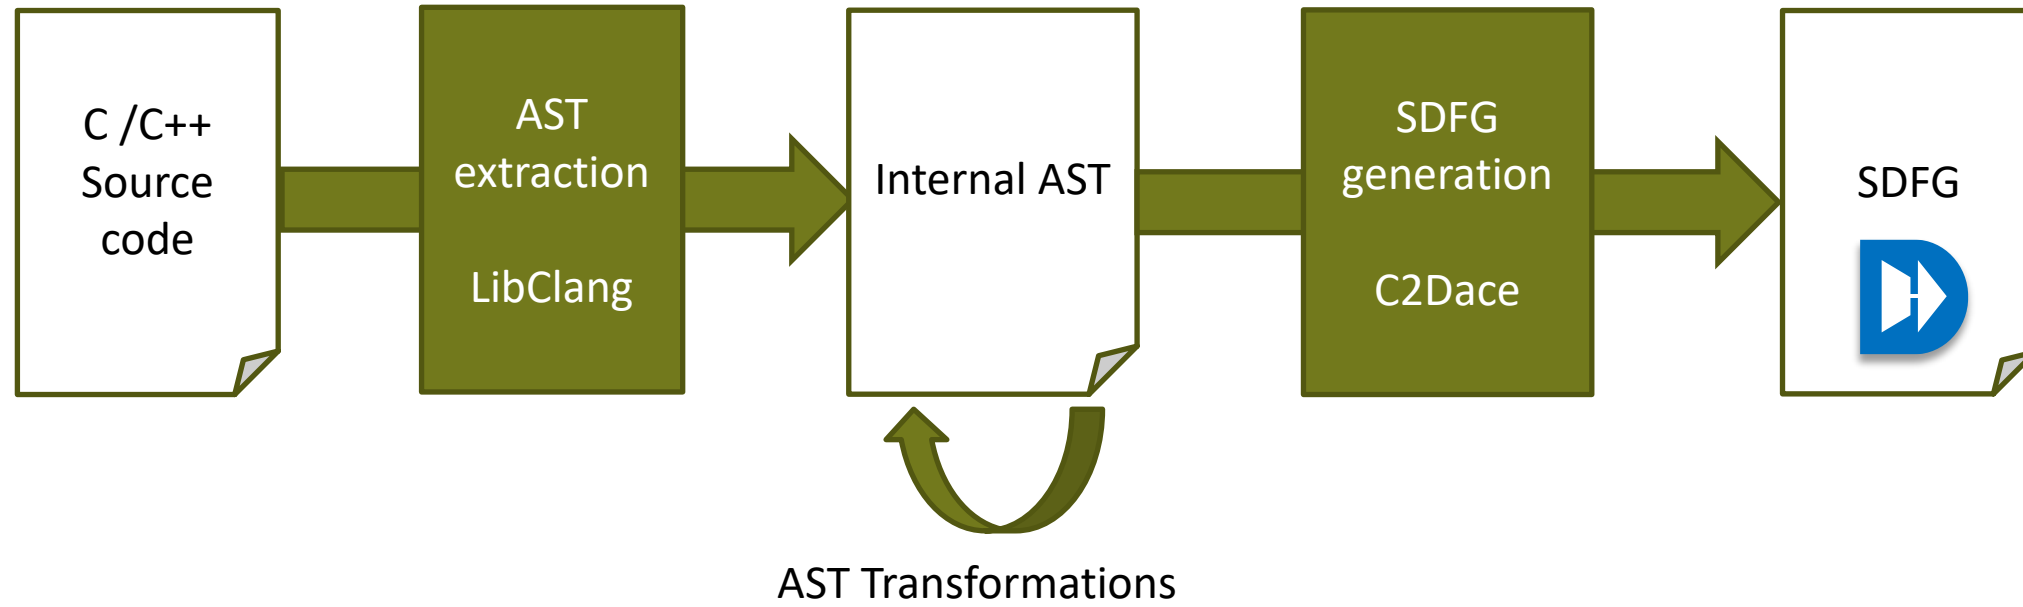 C /C++
Source
code
AST
extraction
LibClang
Internal AST
SDFG
generation
C2Dace
SDFG
AST Transformations